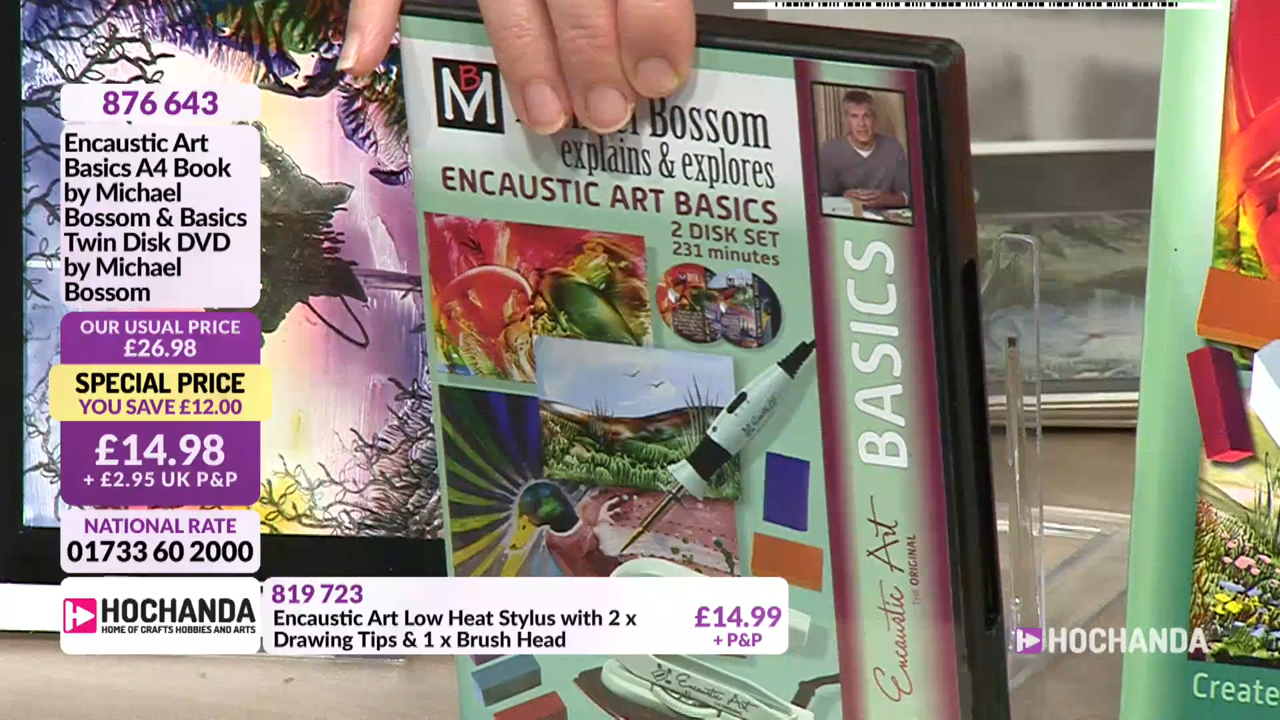 876 643
Encaustic Art
Basics A4 Book
by Michael
Bossom & Basics
Twin Disk DVD
by Michael
Bossom
OUR USUAL PRICE
£26.98
SPECIAL PRICE
YOU SAVE £12.00
£14.98
+ £2.95 UK P&P
NATIONAL RATE
01733 60 2000
HOCHANDA
HOME OF CRAFTS HOBBIES AND ARTS
819 723
Encaustic Art Low Heat Stylus with 2 x
Drawing Tips & 1 x Brush Head
£14.99
+ P&P
BM
Bossom
explains & explores
ENCAUSTIC ART BASICS
2 DISK SET
231 minutes
BASICS
Encaustic Art
THE ORIGINAL
Encaustic Art
HOCHANDA
Create